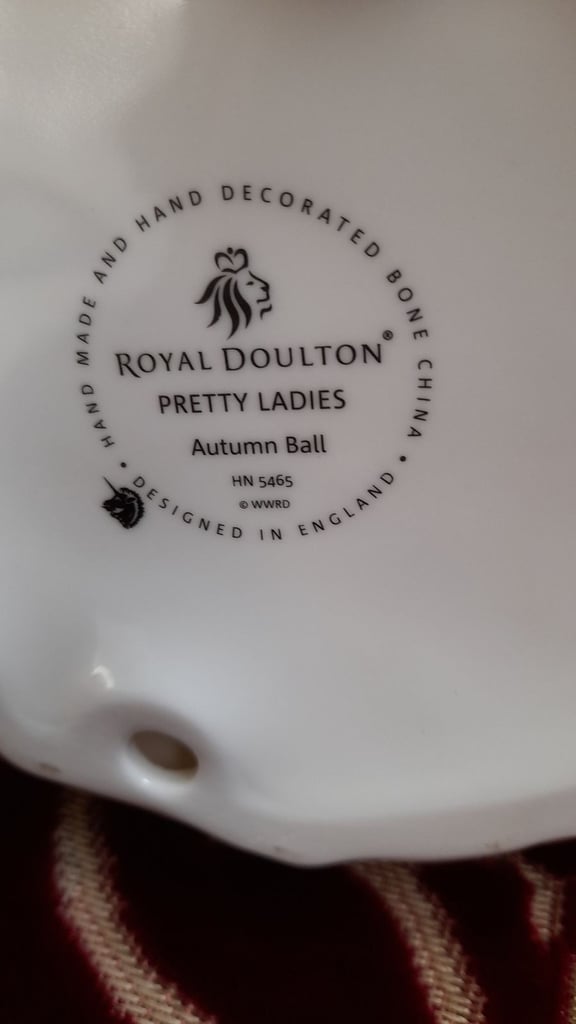 HAND MADE AND HAND DECORATED BONE CHINA
ROYAL DOULTON®
PRETTY LADIES
Autumn Ball
HN 5465
© WWRD
• DESIGNED IN ENGLAND •